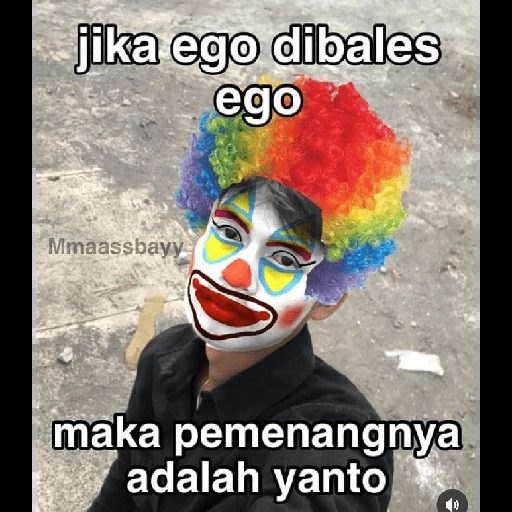 jika ego dibales
ego
Mmaassbayy
maka pemenangnya
adalah yanto